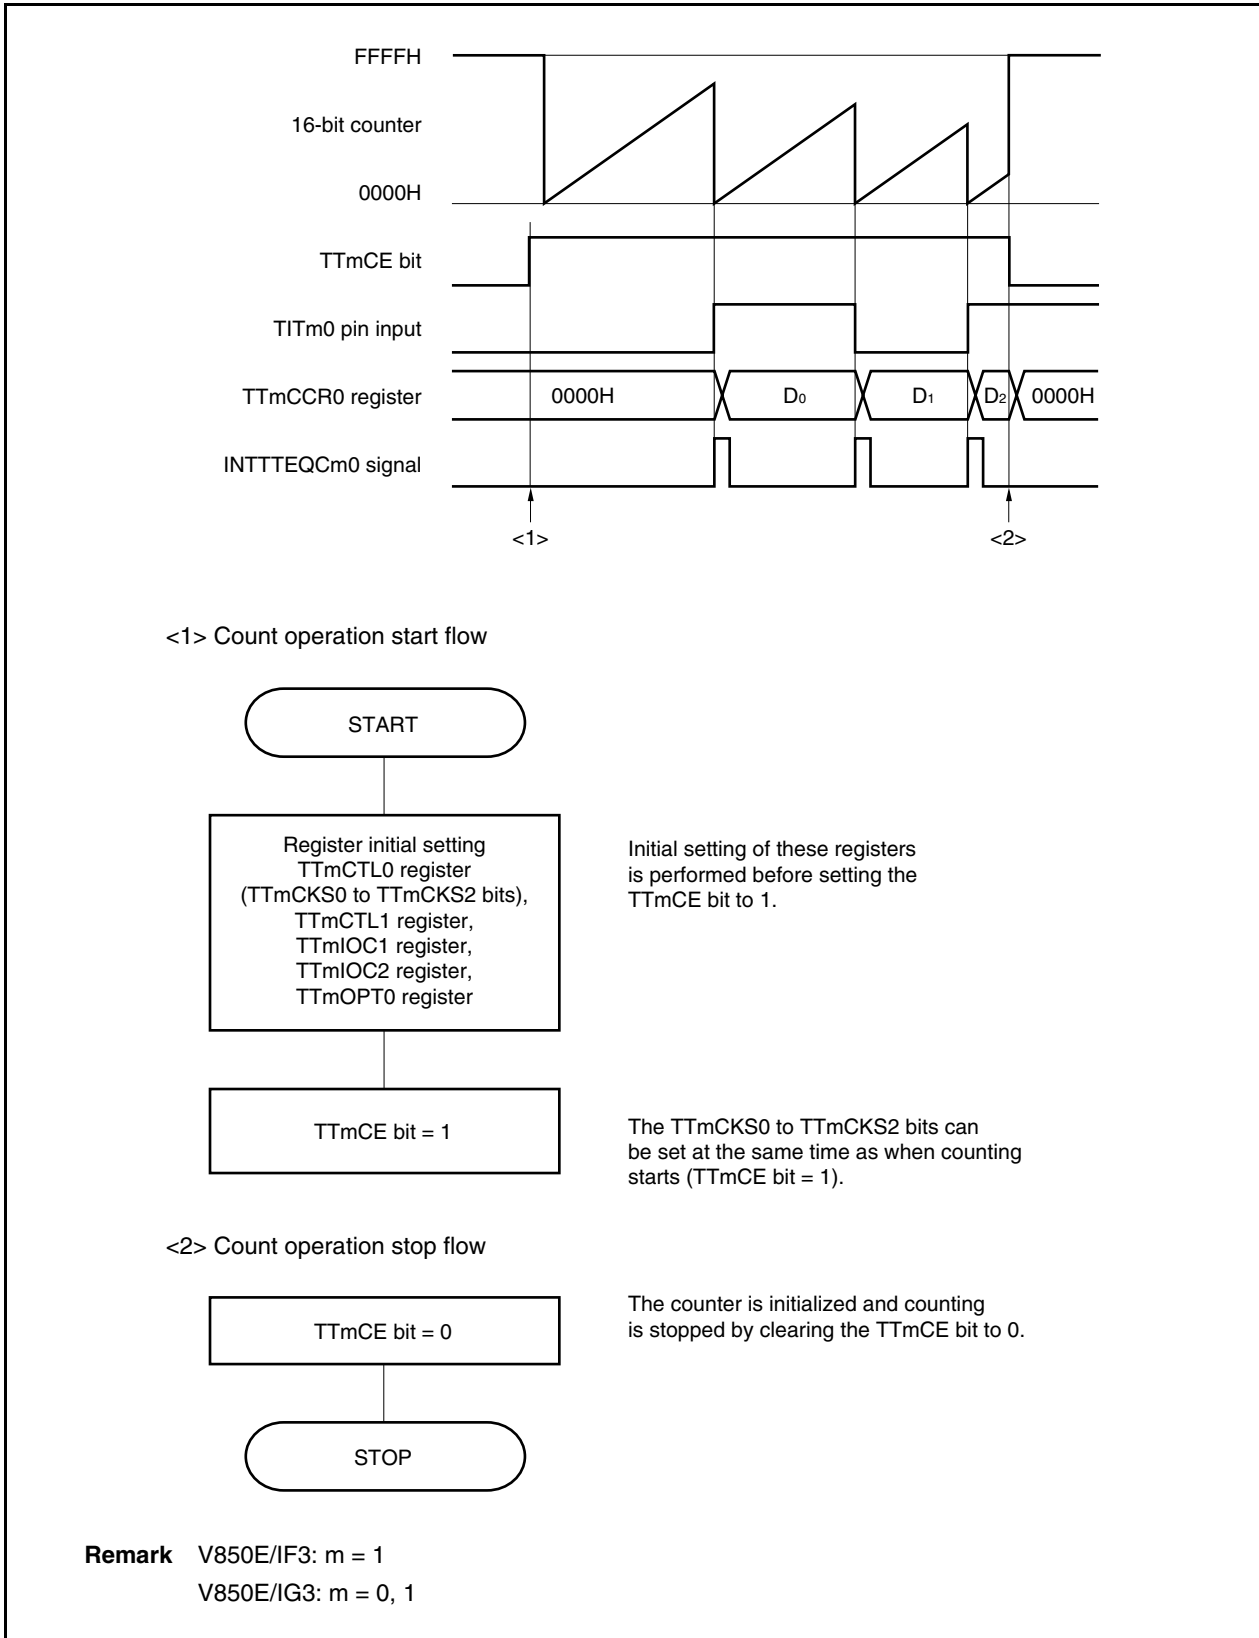 FFFFH
16-bit counter
0000H
TTmCE bit
TITm0 pin input
TTmCCR0 register
0000H
D0
D1
D2
0000H
INTTTEQCm0 signal
<1>
<2>
<1> Count operation start flow
START
Register initial setting
TTmCTL0 register
(TTmCKS0 to TTmCKS2 bits),
TTmCTL1 register,
TTmIOC1 register,
TTmIOC2 register,
TTmOPT0 register
Initial setting of these registers
is performed before setting the
TTmCE bit to 1.
TTmCE bit = 1
The TTmCKS0 to TTmCKS2 bits can
be set at the same time as when counting
starts (TTmCE bit = 1).
<2> Count operation stop flow
TTmCE bit = 0
The counter is initialized and counting
is stopped by clearing the TTmCE bit to 0.
STOP
Remark V850E/IF3: m = 1
V850E/IG3: m = 0, 1